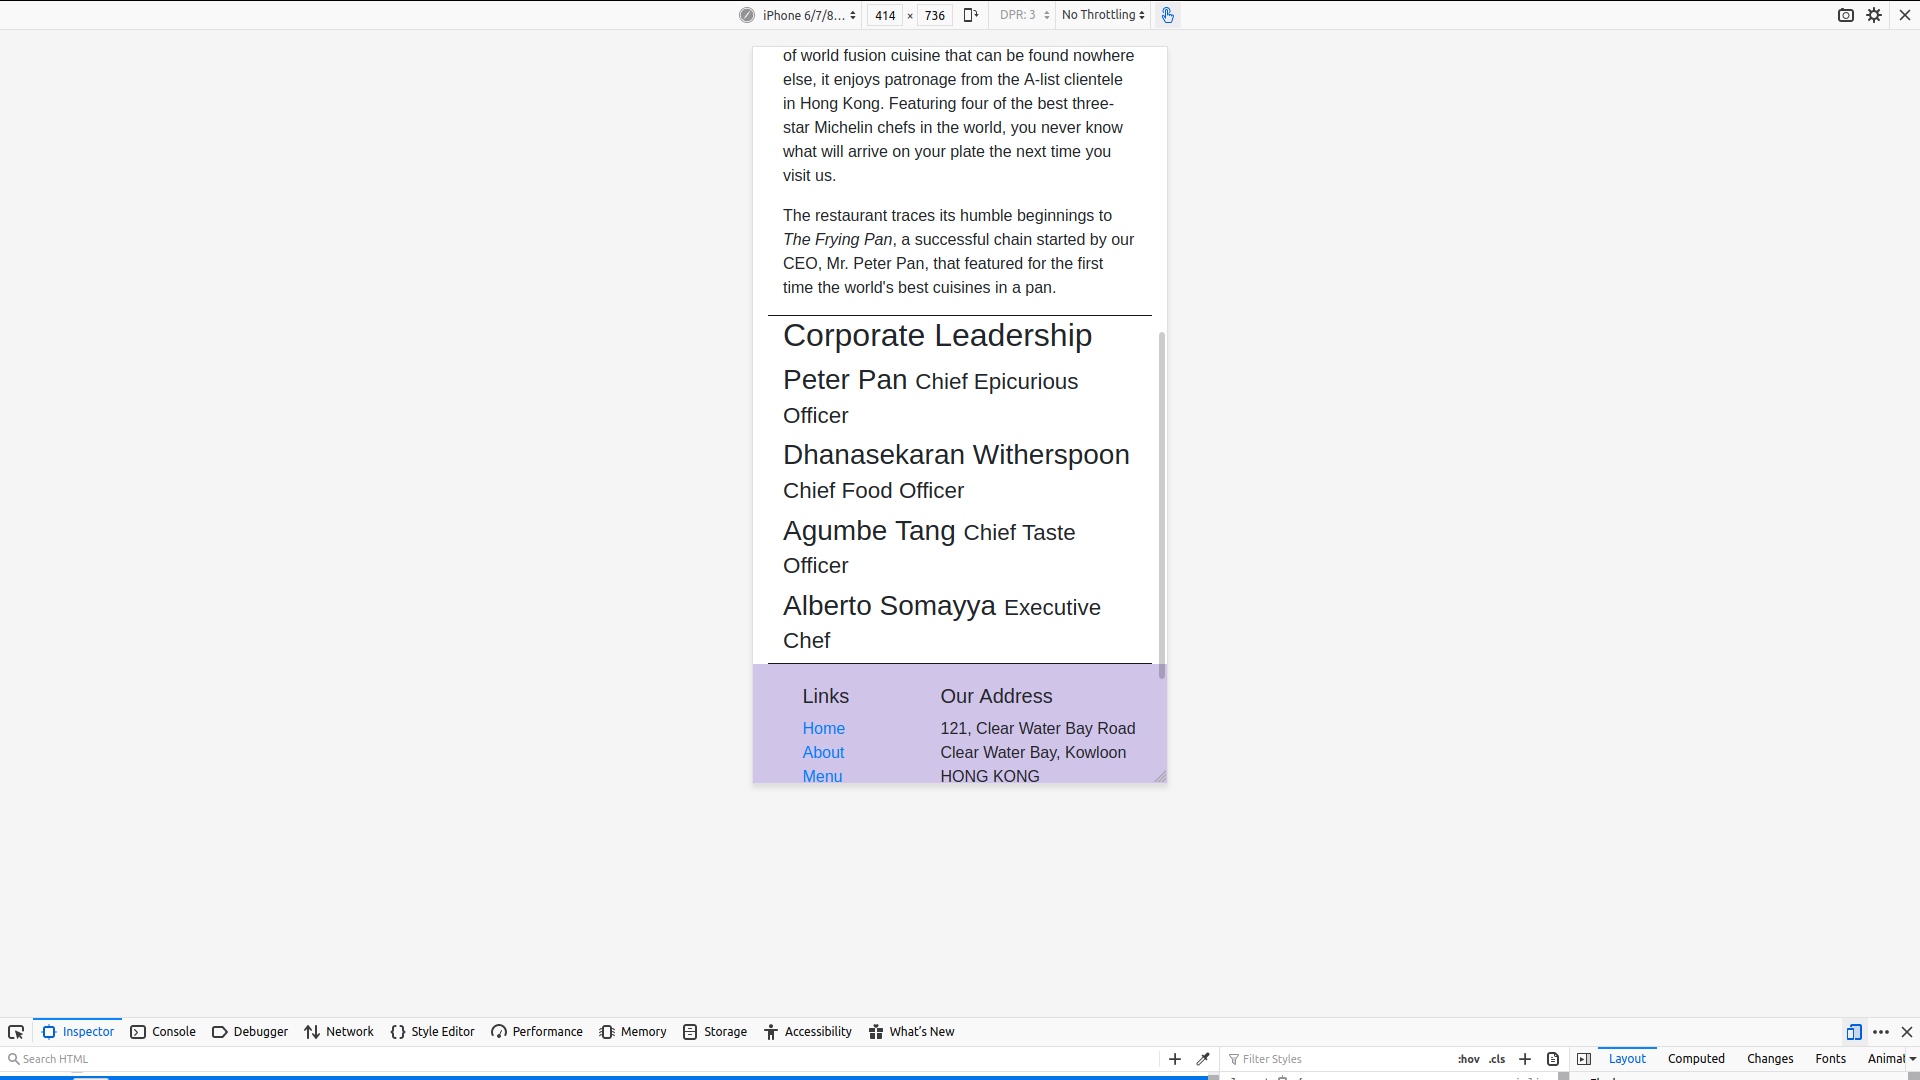 iPhone 6/7/8... 414 × 736 DPR: 3 No Throttling
of world fusion cuisine that can be found nowhere
else, it enjoys patronage from the A-list clientele
in Hong Kong. Featuring four of the best three-
star Michelin chefs in the world, you never know
what will arrive on your plate the next time you
visit us.
The restaurant traces its humble beginnings to
The Frying Pan, a successful chain started by our
CEO, Mr. Peter Pan, that featured for the first
time the world's best cuisines in a pan.
Corporate Leadership
Peter Pan Chief Epicurious
Officer
Dhanasekaran Witherspoon
Chief Food Officer
Agumbe Tang Chief Taste
Officer
Alberto Somayya Executive
Chef
Links
Home
About
Menu
Our Address
121, Clear Water Bay Road
Clear Water Bay, Kowloon
HONG KONG
Inspector Console Debugger Network Style Editor Performance Memory Storage Accessibility What's New
Search HTML
Filter Styles :hov .cls
Layout Computed Changes Fonts Animat